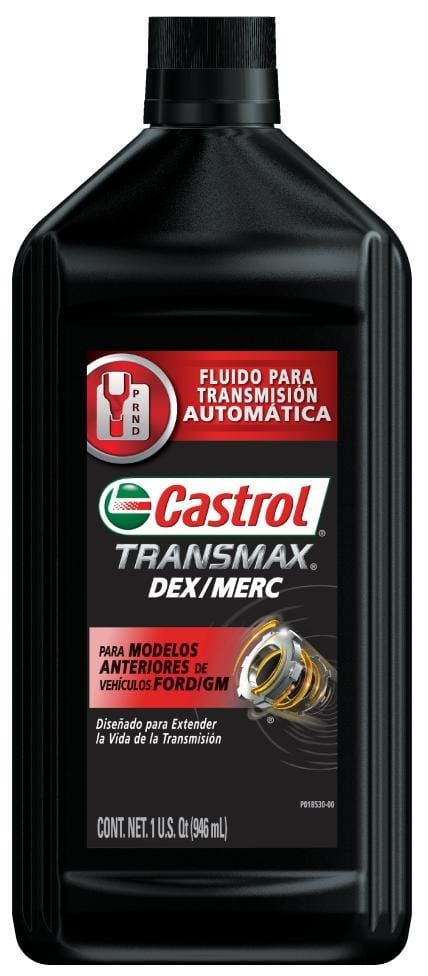 P
R
N
D
FLUIDO PARA
TRANSMISIÓN
AUTOMÁTICA
Castrol®
TRANSMAX®
DEX/MERC
PARA MODELOS
ANTERIORES DE
VEHÍCULOS FORD/GM
®
Diseñado para Extender
la Vida de la Transmisión
P018530-00
CONT. NET. 1 U.S. Qt (946 mL)